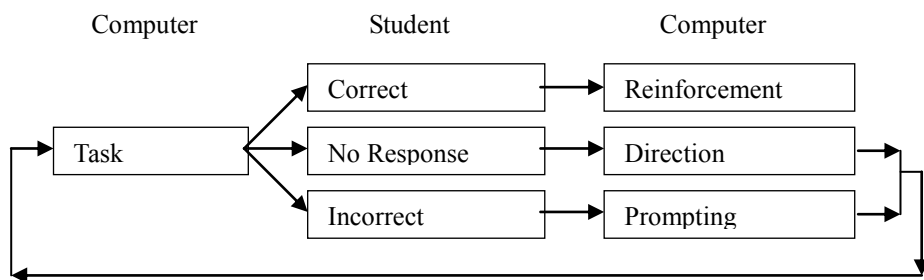 Computer Student Computer
Correct Reinforcement
Task No Response Direction
Incorrect Prompting